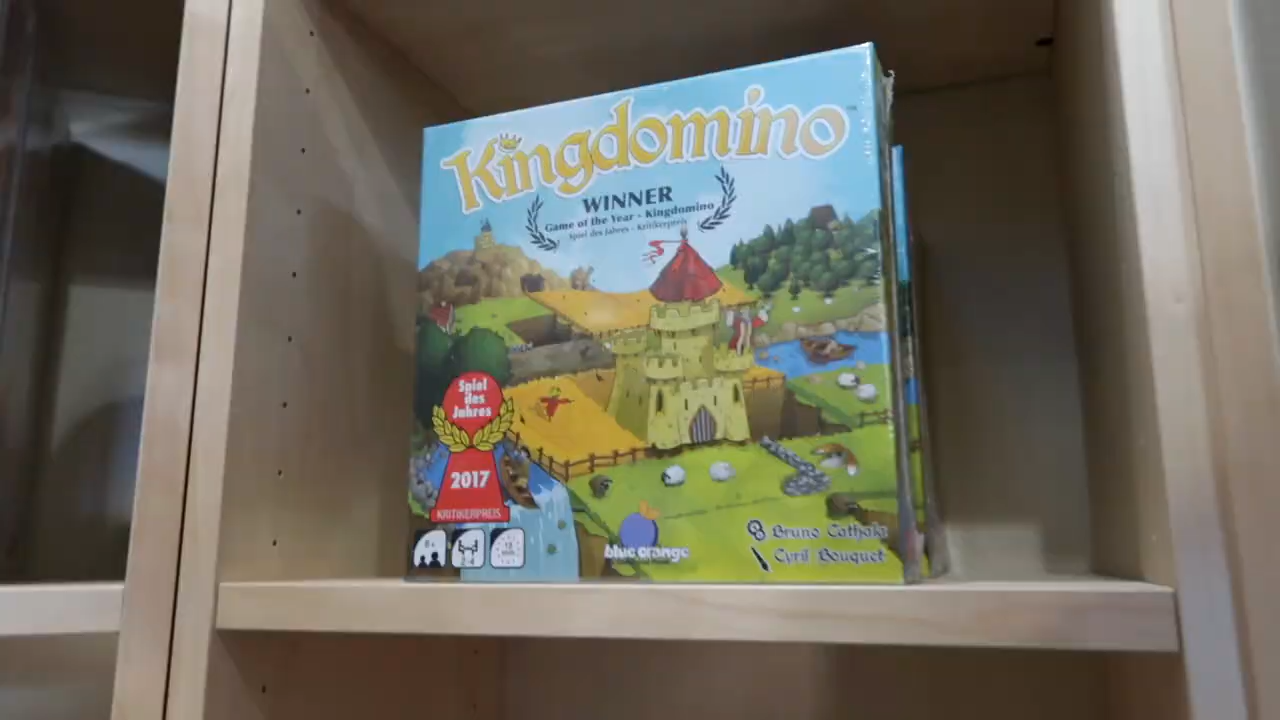 Kingdomino
WINNER
Game of the Year - Kingdomino
Spiel des Jahres - Kritikerpreis
Spiel
des
Jahres
2017
KRITIKERPREIS
8+
2-4
15
blue orange
Bruno Cathala
Cyril Bouquet